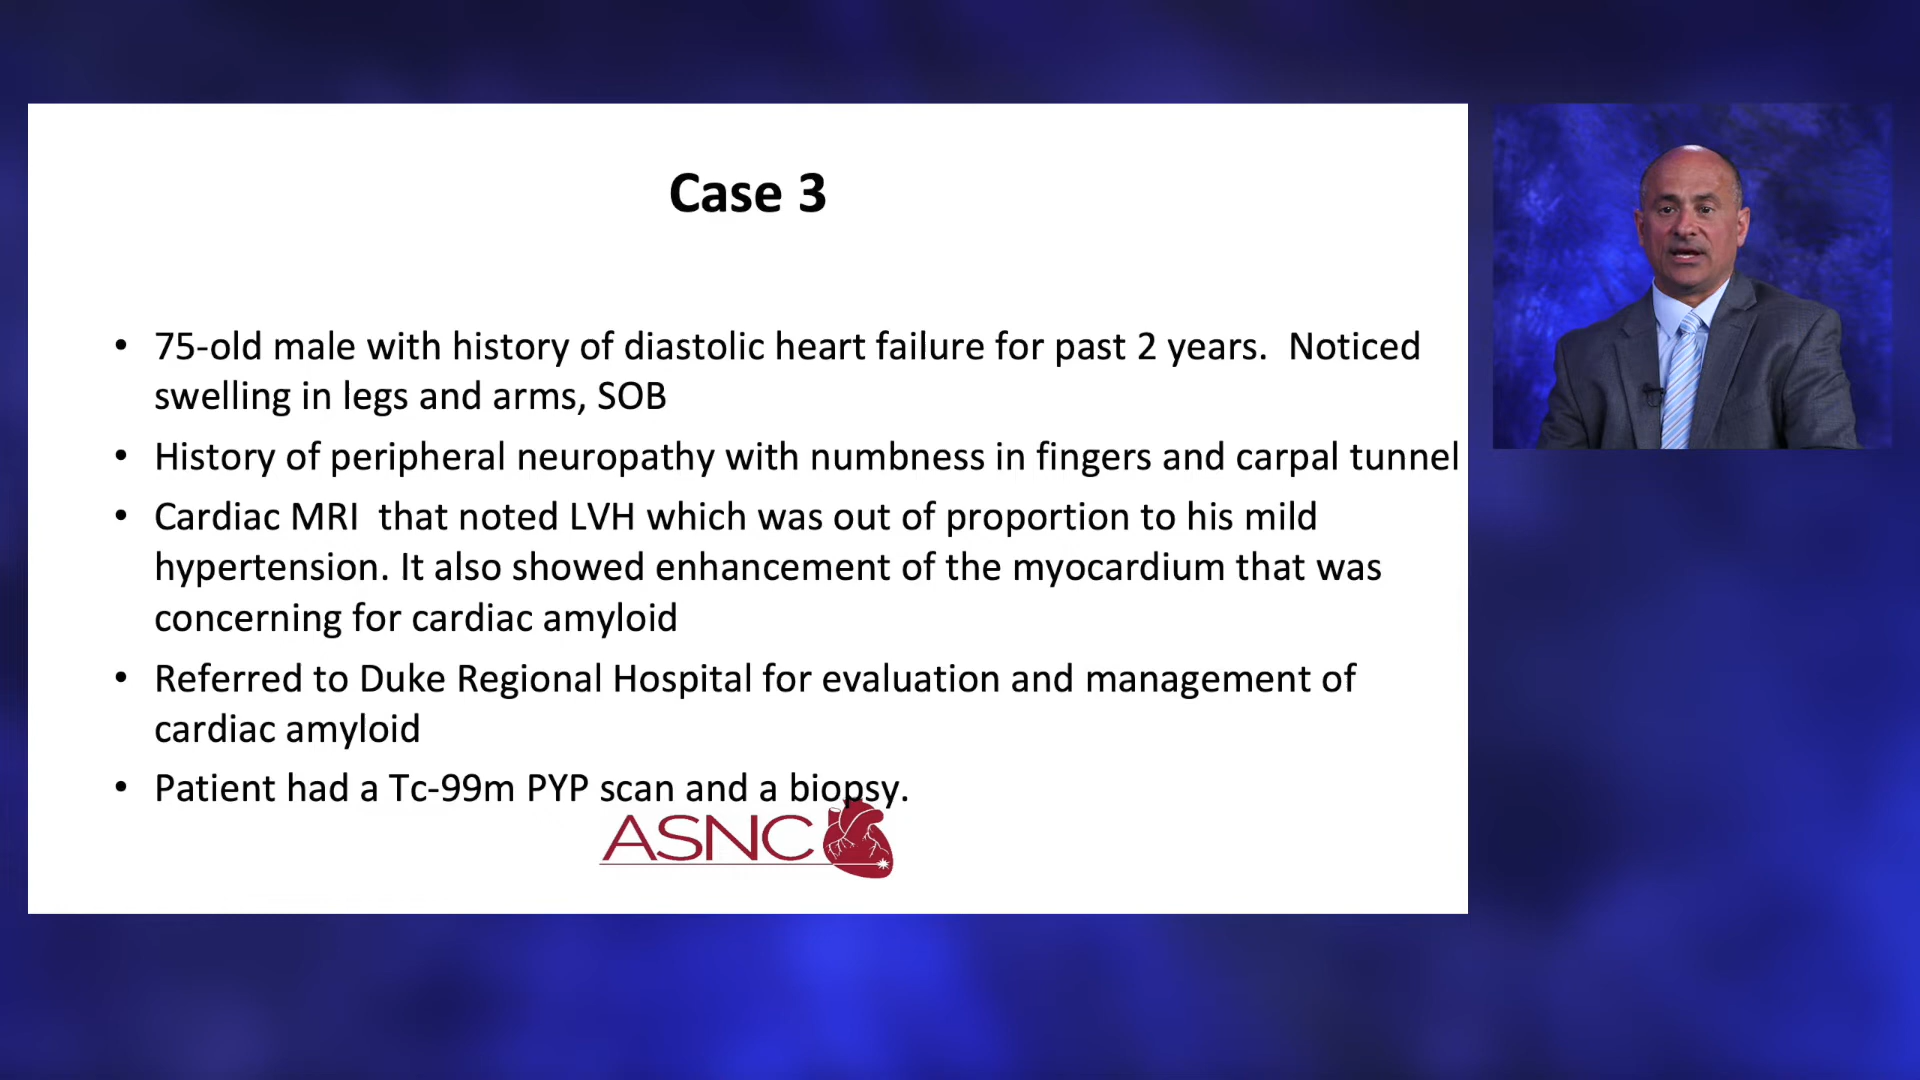 Case 3
• 75-old male with history of diastolic heart failure for past 2 years.  Noticed
swelling in legs and arms, SOB
• History of peripheral neuropathy with numbness in fingers and carpal tunnel
• Cardiac MRI  that noted LVH which was out of proportion to his mild
hypertension. It also showed enhancement of the myocardium that was
concerning for cardiac amyloid
• Referred to Duke Regional Hospital for evaluation and management of
cardiac amyloid
• Patient had a Tc-99m PYP scan and a biopsy.
ASNC